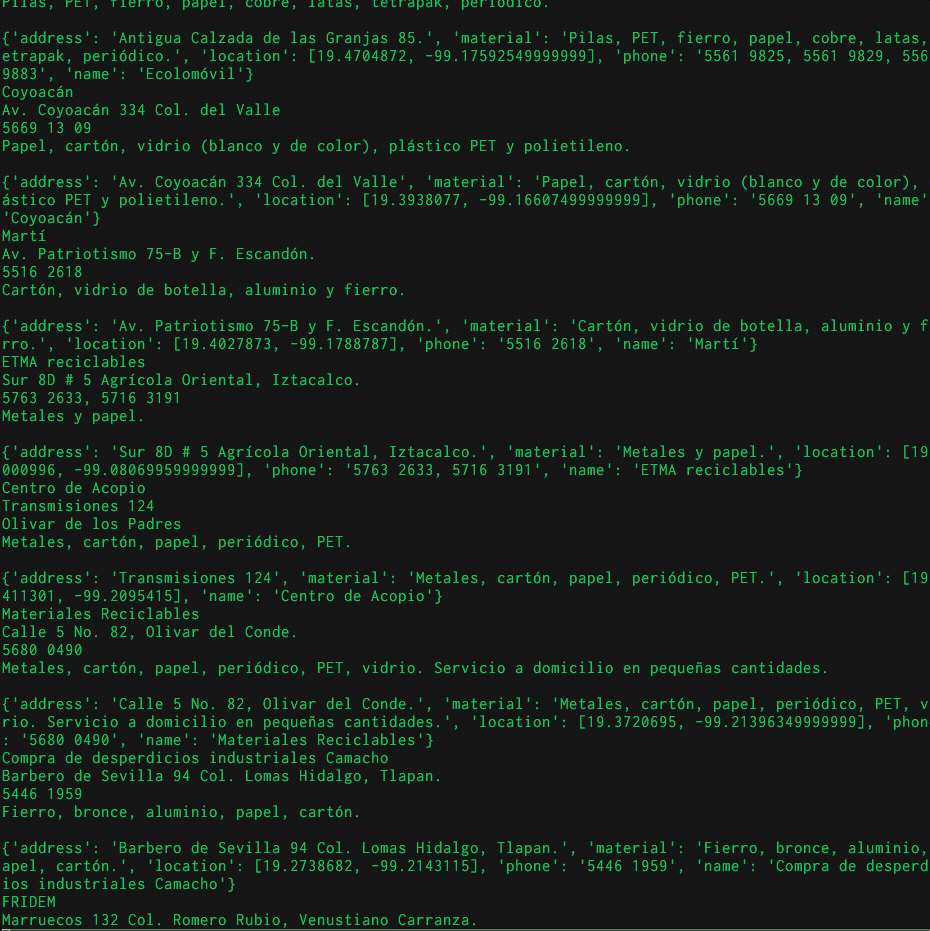 Pilas, PET, fierro, papel, cobre, latas, tetrapak, periódico.
{'address': 'Antigua Calzada de las Granjas 85.', 'material': 'Pilas, PET, fierro, papel, cobre, latas,
etrapak, periódico.', 'location': [19.4704872, -99.17592549999999], 'phone': '5561 9825, 5561 9829, 556
9883', 'name': 'Ecolomóvil'}
Coyoacán
Av. Coyoacán 334 Col. del Valle
5669 13 09
Papel, cartón, vidrio (blanco y de color), plástico PET y polietileno.
{'address': 'Av. Coyoacán 334 Col. del Valle', 'material': 'Papel, cartón, vidrio (blanco y de color),
ástico PET y polietileno.', 'location': [19.3938077, -99.16607499999999], 'phone': '5669 13 09', 'name'
'Coyoacán'}
Martí
Av. Patriotismo 75-B y F. Escandón.
5516 2618
Cartón, vidrio de botella, aluminio y fierro.
{'address': 'Av. Patriotismo 75-B y F. Escandón.', 'material': 'Cartón, vidrio de botella, aluminio y f
rro.', 'location': [19.4027873, -99.1788787], 'phone': '5516 2618', 'name': 'Martí'}
ETMA reciclables
Sur 8D # 5 Agrícola Oriental, Iztacalco.
5763 2633, 5716 3191
Metales y papel.
{'address': 'Sur 8D # 5 Agrícola Oriental, Iztacalco.', 'material': 'Metales y papel.', 'location': [19
000996, -99.08069959999999], 'phone': '5763 2633, 5716 3191', 'name': 'ETMA reciclables'}
Centro de Acopio
Transmisiones 124
Olivar de los Padres
Metales, cartón, papel, periódico, PET.
{'address': 'Transmisiones 124', 'material': 'Metales, cartón, papel, periódico, PET.', 'location': [19
411301, -99.2095415], 'name': 'Centro de Acopio'}
Materiales Reciclables
Calle 5 No. 82, Olivar del Conde.
5680 0490
Metales, cartón, papel, periódico, PET, vidrio. Servicio a domicilio en pequeñas cantidades.
{'address': 'Calle 5 No. 82, Olivar del Conde.', 'material': 'Metales, cartón, papel, periódico, PET, v
rio. Servicio a domicilio en pequeñas cantidades.', 'location': [19.3720695, -99.21396349999999], 'phon
: '5680 0490', 'name': 'Materiales Reciclables'}
Compra de desperdicios industriales Camacho
Barbero de Sevilla 94 Col. Lomas Hidalgo, Tlapan.
5446 1959
Fierro, bronce, aluminio, papel, cartón.
{'address': 'Barbero de Sevilla 94 Col. Lomas Hidalgo, Tlapan.', 'material': 'Fierro, bronce, aluminio,
apel, cartón.', 'location': [19.2738682, -99.2143115], 'phone': '5446 1959', 'name': 'Compra de desperd
ios industriales Camacho'}
FRIDEM
Marruecos 132 Col. Romero Rubio, Venustiano Carranza.